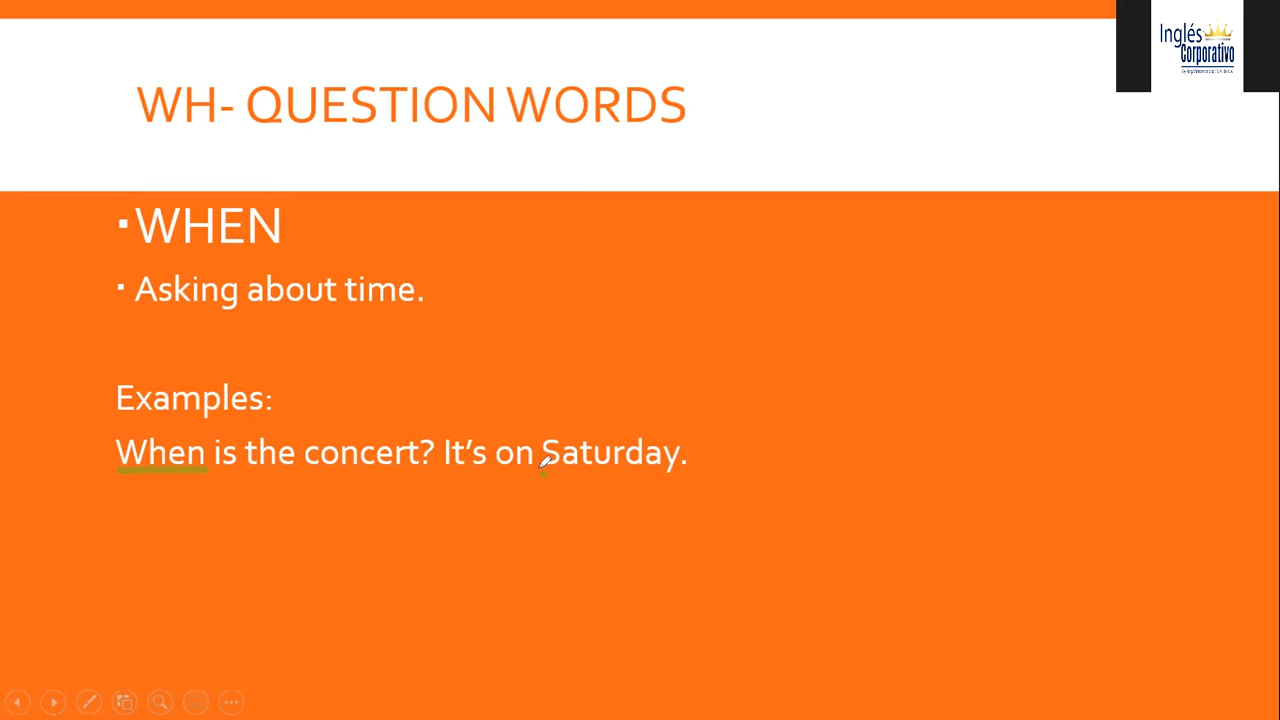 Inglés
Corporativo
WH- QUESTION WORDS
▪WHEN
▪ Asking about time.
Examples:
When is the concert? It’s on Saturday.